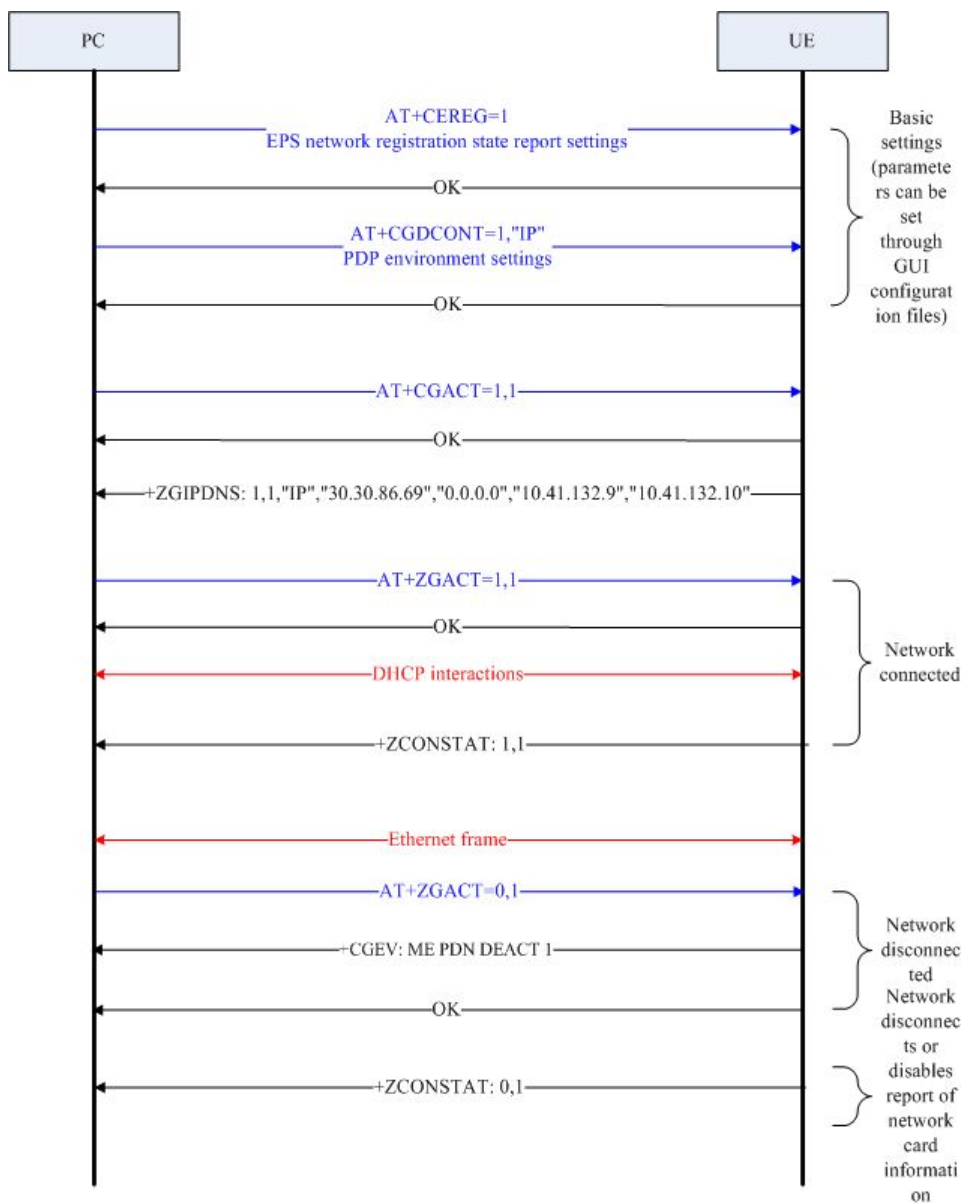 PC
UE
AT+CEREG=1
EPS network registration state report settings
OK
AT+CGDCONT=1,"IP"
PDP environment settings
OK
Basic
settings
(paramete
rs can be
set
through
GUI
configurat
ion files)
AT+CGACT=1,1
OK
+ZGIPDNS: 1,1,"IP","30.30.86.69","0.0.0.0","10.41.132.9","10.41.132.10"
AT+ZGACT=1,1
OK
DHCP interactions
+ZCONSTAT: 1,1
Network
connected
Ethernet frame
AT+ZGACT=0,1
+CGEV: ME PDN DEACT 1
OK
Network
disconnec
ted
+ZCONSTAT: 0,1
Network
disconnec
ts or
disables
report of
network
card
informati
on